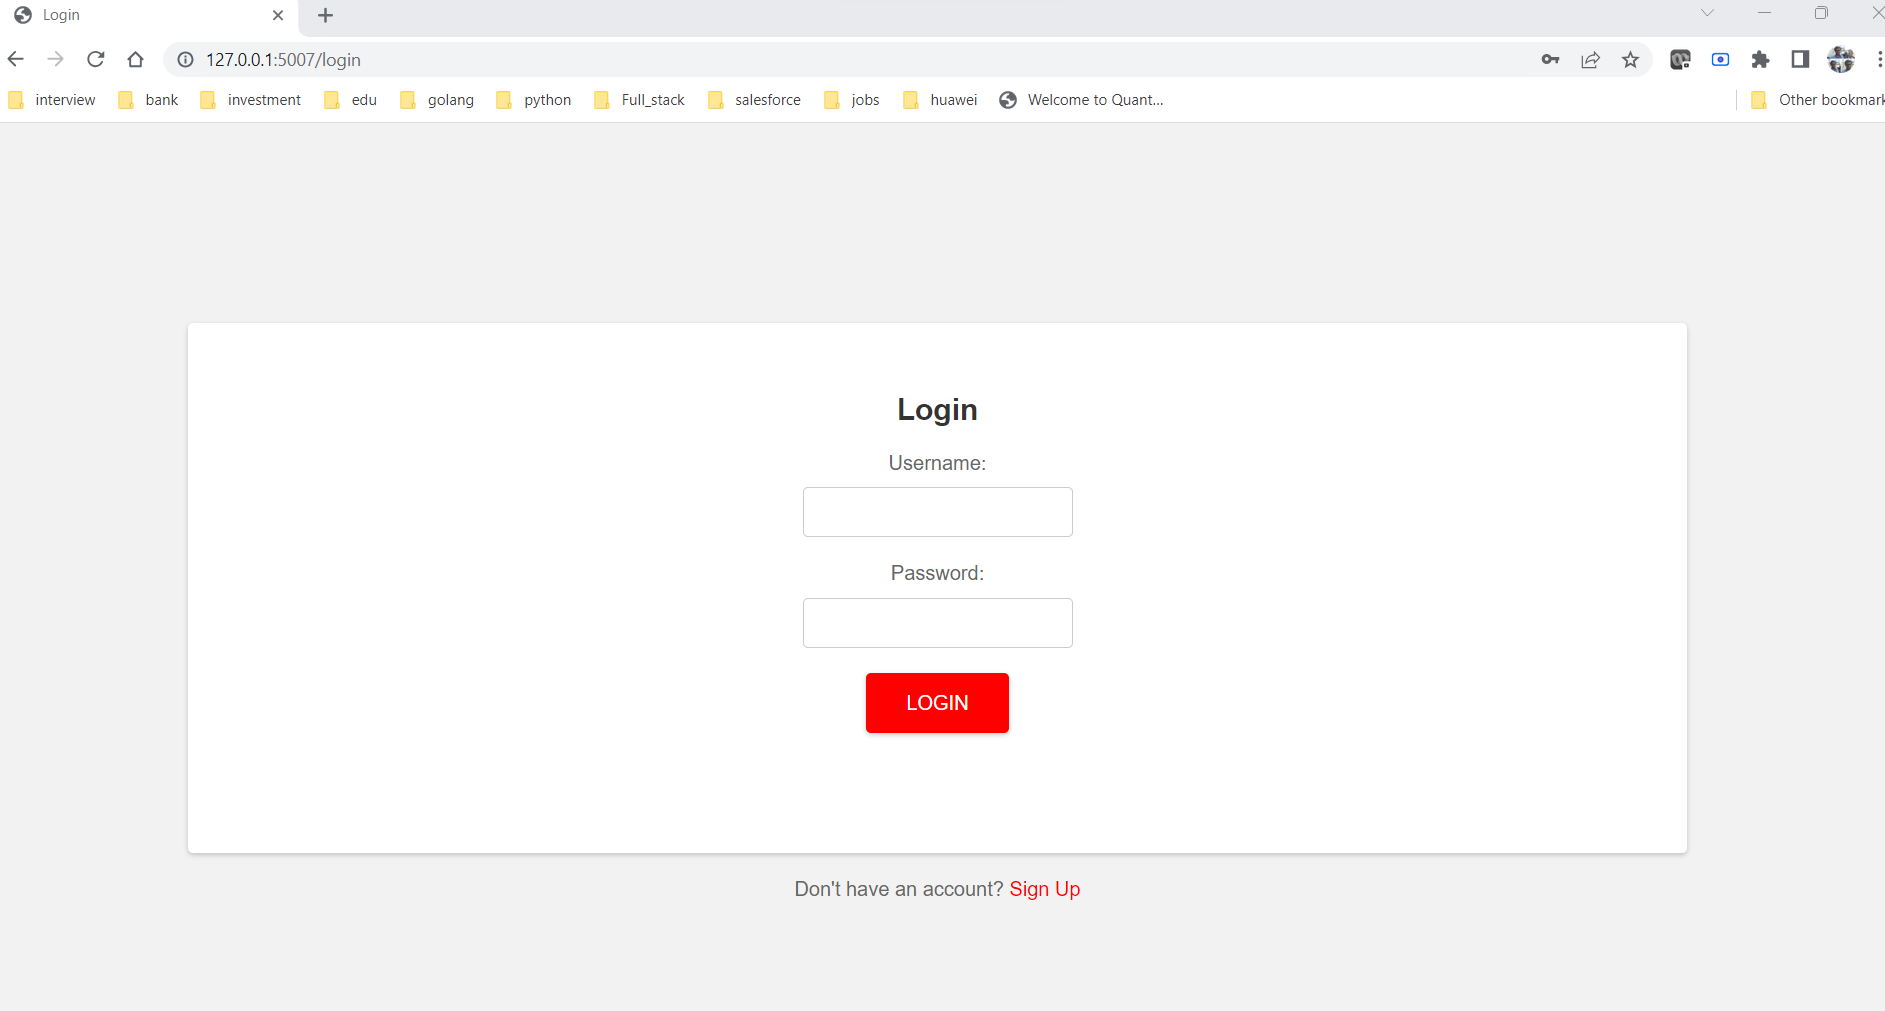 Login
127.0.0.1:5007/login
interview bank investment edu golang python Full_stack salesforce jobs huawei Welcome to Quant... Other bookmark
Login
Username:
Password:
LOGIN
Don't have an account? Sign Up